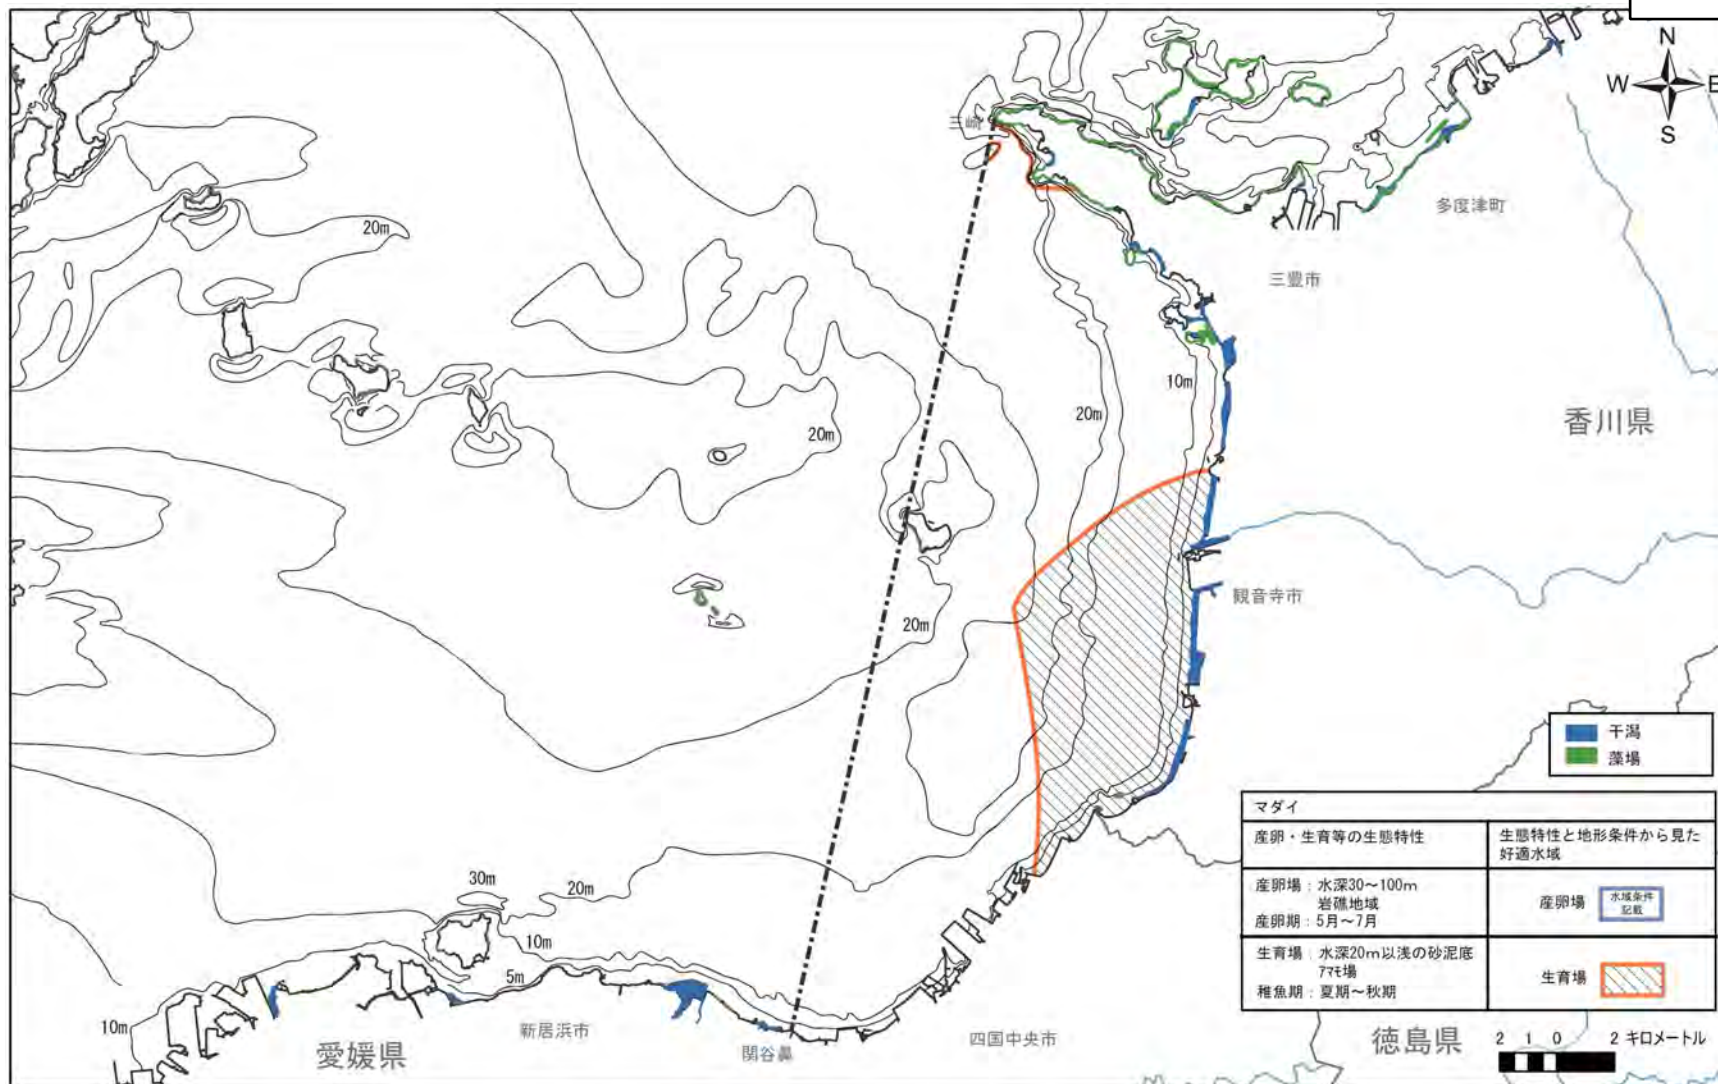 N
W E
S
三崎
多度津町
20m
三豊市
10m
20m
香川県
20m
観音寺市
20m
干潟
藻場
マダイ
産卵・生育等の生態特性
生態特性と地形条件から見た
好適水域
産卵場：水深30～100m
岩礁地域
産卵期：5月～7月
産卵場
水域条件
記載
生育場：水深20m以浅の砂泥底
アマモ場
稚魚期：夏期～秋期
生育場
30m
20m
10m
5m
10m
新居浜市
愛媛県
関谷鼻
四国中央市
徳島県
2 1 0 2 キロメートル